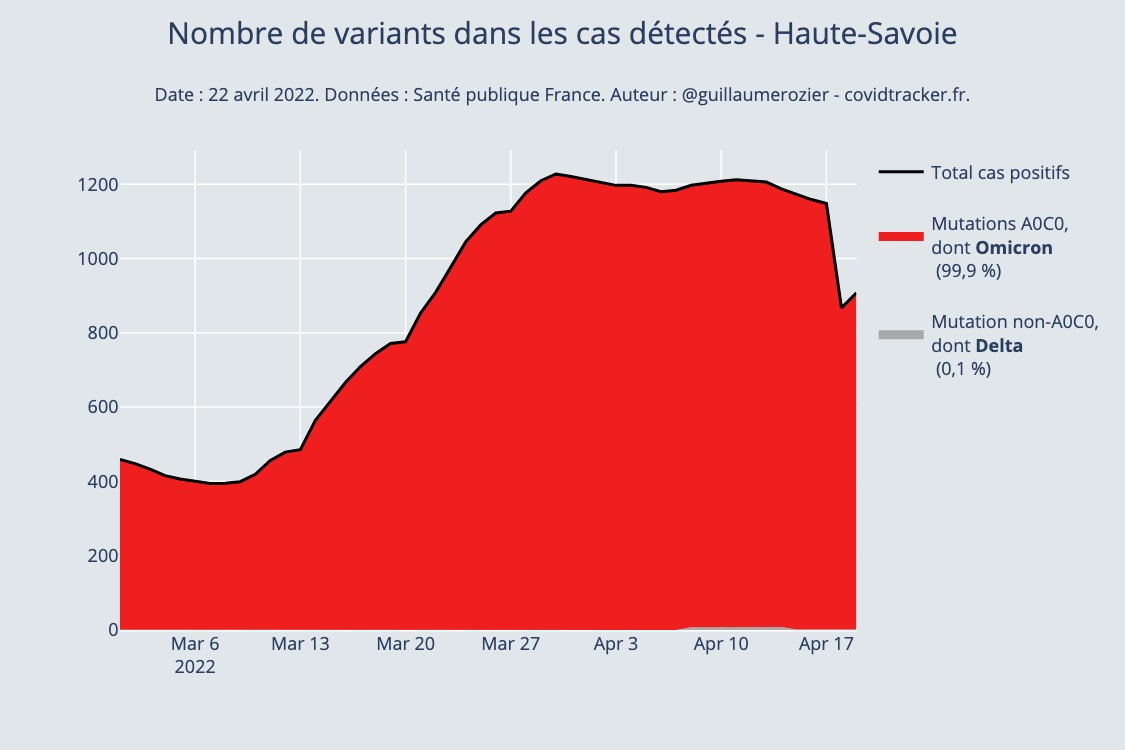 Nombre de variants dans les cas détectés - Haute-Savoie
Date : 22 avril 2022. Données : Santé publique France. Auteur : @guillaumerozier - covidtracker.fr.
1200
1000
800
600
400
200
0
Mar 6
2022
Mar 13
Mar 20
Mar 27
Apr 3
Apr 10
Apr 17
Total cas positifs
Mutations A0C0,
dont Omicron
(99,9 %)
Mutation non-A0C0,
dont Delta
(0,1 %)